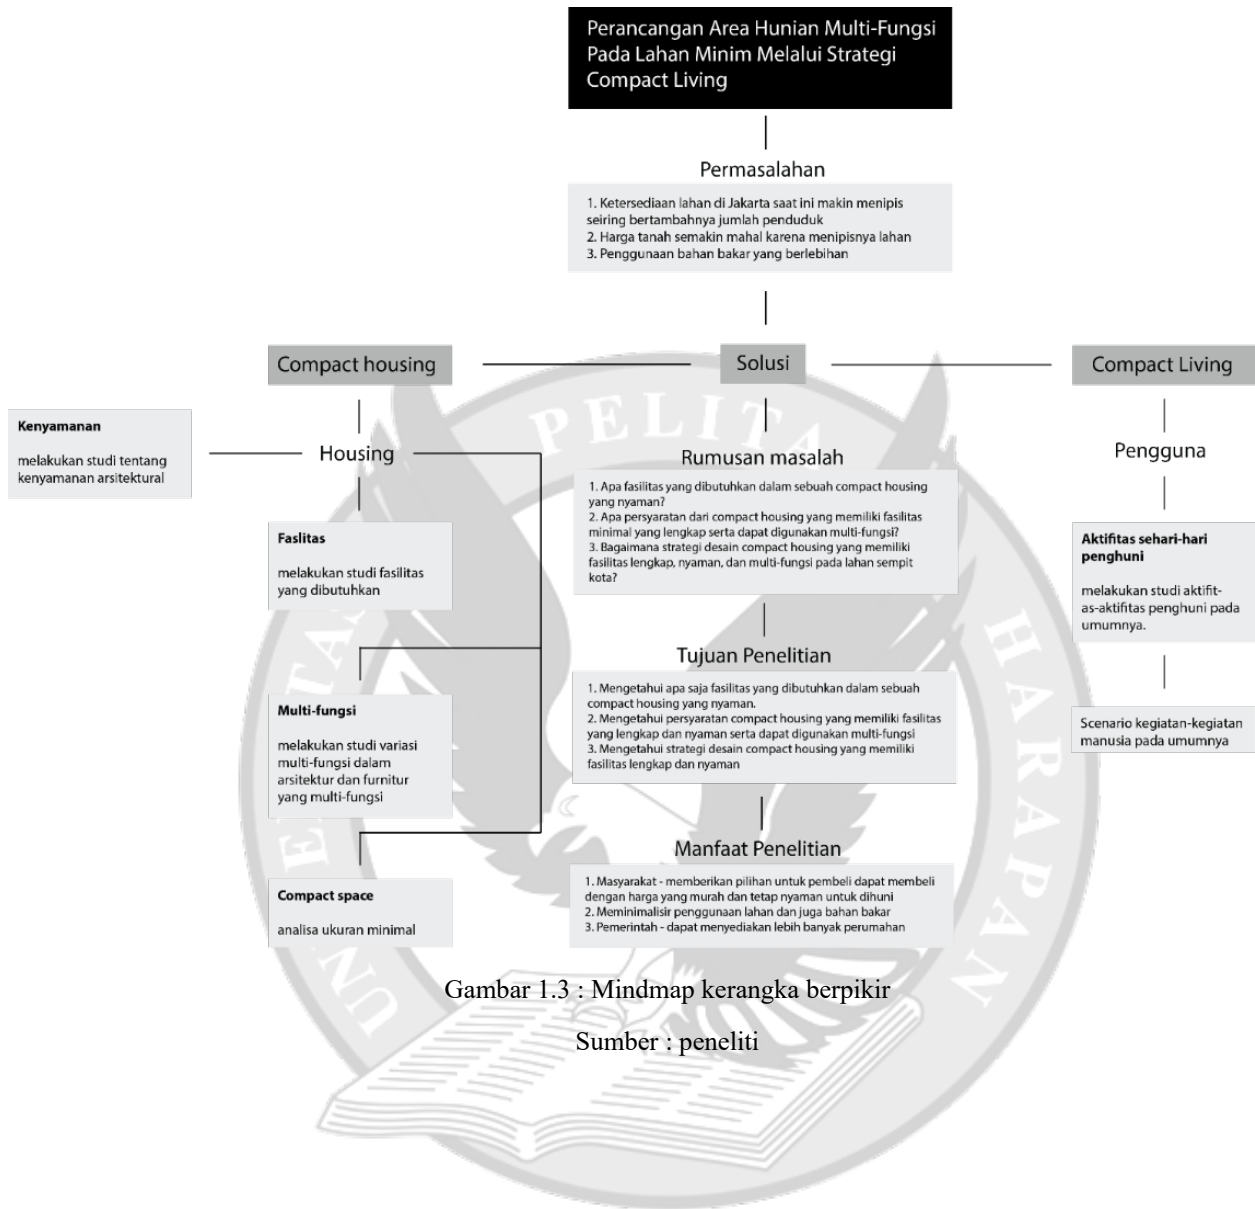 Perancangan Area Hunian Multi-Fungsi
Pada Lahan Minim Melalui Strategi
Compact Living
Permasalahan
1. Ketersediaan lahan di Jakarta saat ini makin menipis
seiring bertambahnya jumlah penduduk
2. Harga tanah semakin mahal karena menipisnya lahan
3. Penggunaan bahan bakar yang berlebihan
Compact housing
Solusi
Compact Living
Kenyamanan
melakukan studi tentang
kenyamanan arsitektural
Housing
Faslitas
melakukan studi fasilitas
yang dibutuhkan
Multi-fungsi
melakukan studi variasi
multi-fungsi dalam
arsitektur dan furnitur
yang multi-fungsi
Compact space
analisa ukuran minimal
Rumusan masalah
1. Apa fasilitas yang dibutuhkan dalam sebuah compact housing
yang nyaman?
2. Apa persyaratan dari compact housing yang memiliki fasilitas
minimal yang lengkap serta dapat digunakan multi-fungsi?
3. Bagaimana strategi desain compact housing yang memiliki
fasilitas lengkap, nyaman, dan multi-fungsi pada lahan sempit
kota?
Tujuan Penelitian
1. Mengetahui apa saja fasilitas yang dibutuhkan dalam sebuah
compact housing yang nyaman.
2. Mengetahui persyaratan compact housing yang memiliki fasilitas
yang lengkap dan nyaman serta dapat digunakan multi-fungsi
3. Mengetahui strategi desain compact housing yang memiliki
fasilitas lengkap dan nyaman
Manfaat Penelitian
1. Masyarakat - memberikan pilihan untuk pembeli dapat membeli
dengan harga yang murah dan tetap nyaman untuk dihuni
2. Meminimalisir penggunaan lahan dan juga bahan bakar
3. Pemerintah - dapat menyediakan lebih banyak perumahan
Pengguna
Aktifitas sehari-hari
penghuni
melakukan studi aktifit-
as-aktifitas penghuni pada
umumnya.
Scenario kegiatan-kegiatan
manusia pada umumnya
Gambar 1.3 : Mindmap kerangka berpikir
Sumber : peneliti
PELITA HARAPAN